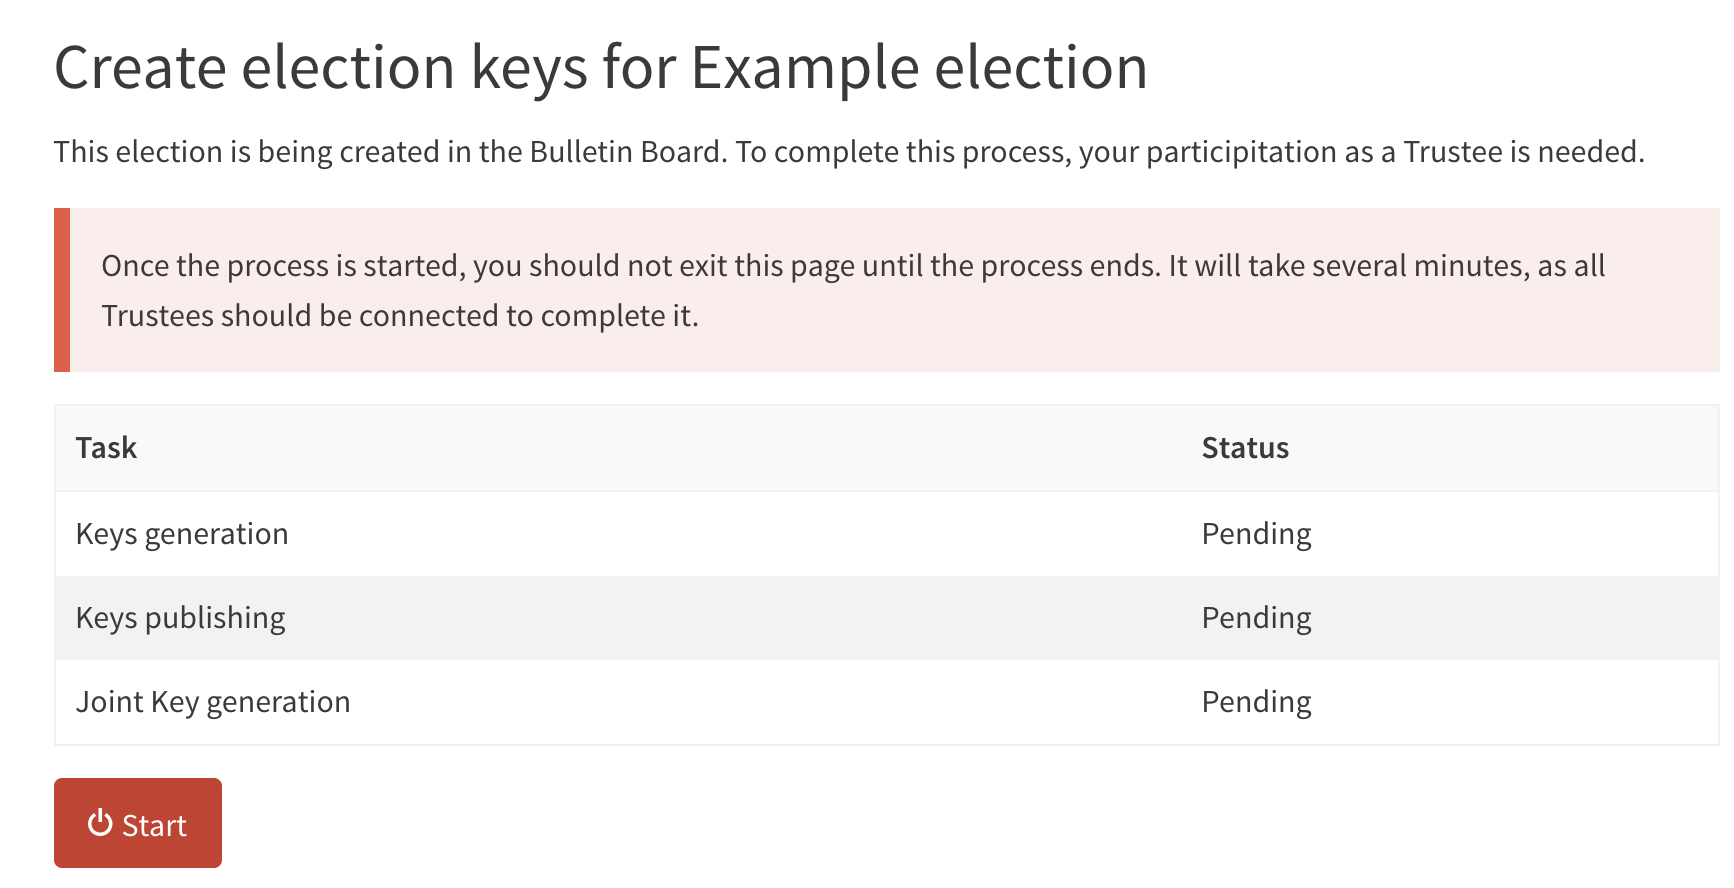 Create election keys for Example election
This election is being created in the Bulletin Board. To complete this process, your participitation as a Trustee is needed.
Once the process is started, you should not exit this page until the process ends. It will take several minutes, as all
Trustees should be connected to complete it.
Task Status
Keys generation Pending
Keys publishing Pending
Joint Key generation Pending
Start